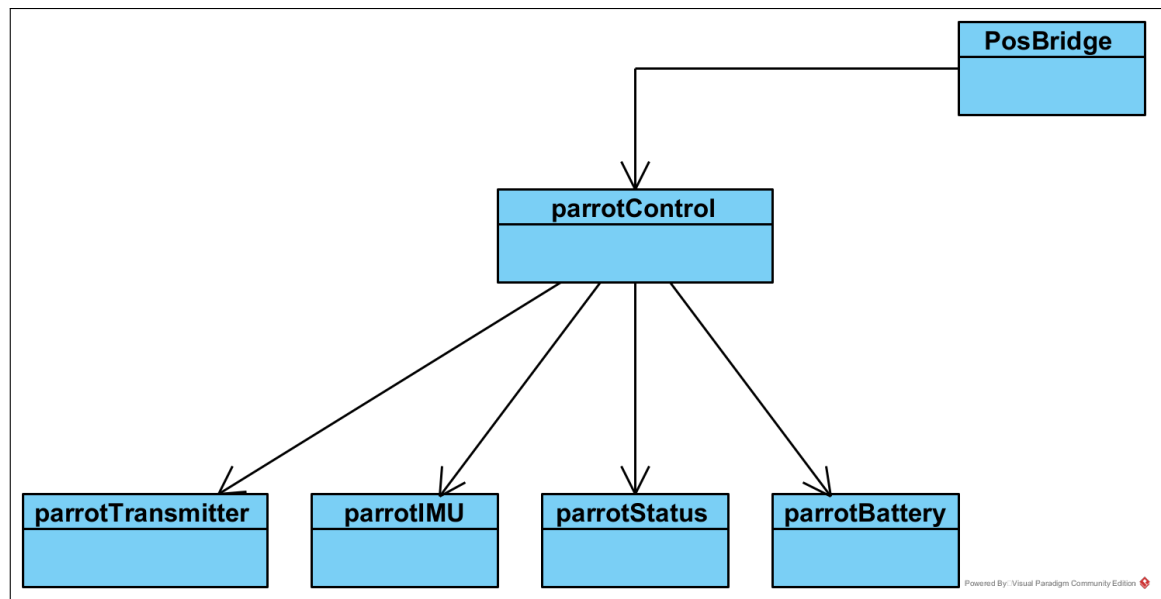 PosBridge
parrotControl
parrotTransmitter
parrotIMU
parrotStatus
parrotBattery
Powered By Visual Paradigm Community Edition